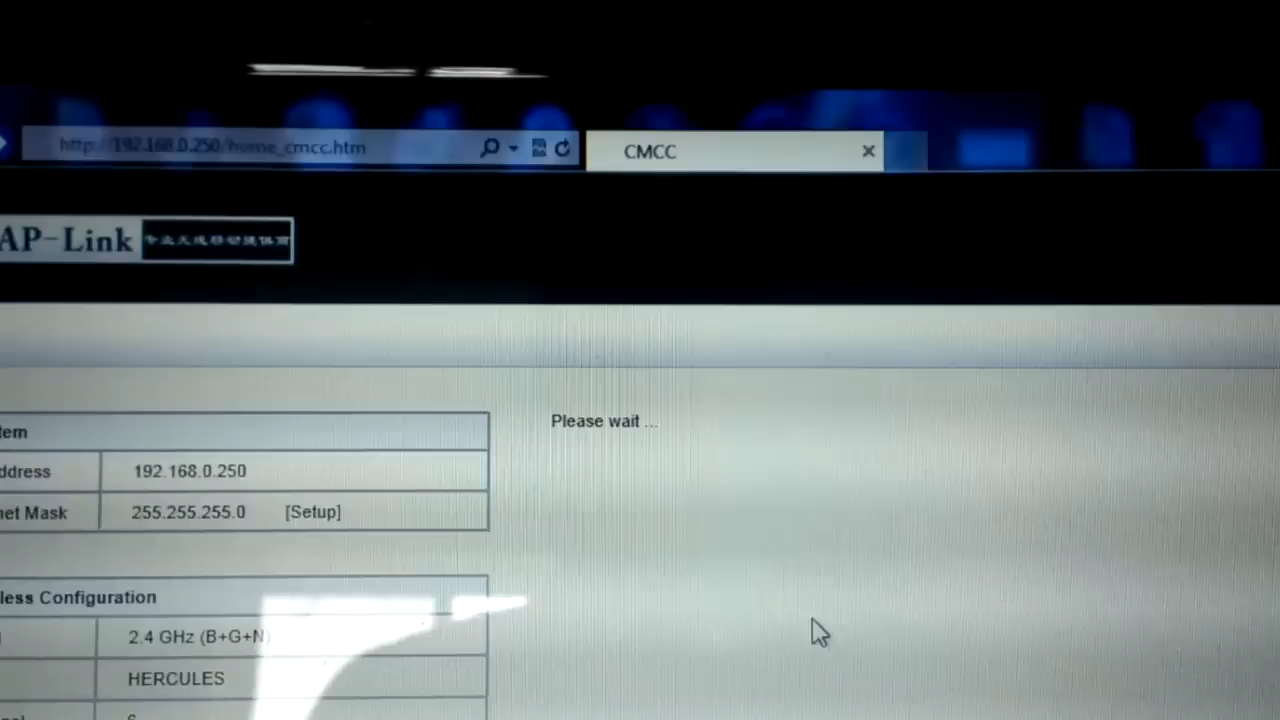 http://192.168.0.250/home_cmcc.htm
CMCC
AP-Link
Please wait ...
tem
ddress 192.168.0.250
net Mask 255.255.255.0 [Setup]
less Configuration
2.4 GHz (B+G+N)
HERCULES
6